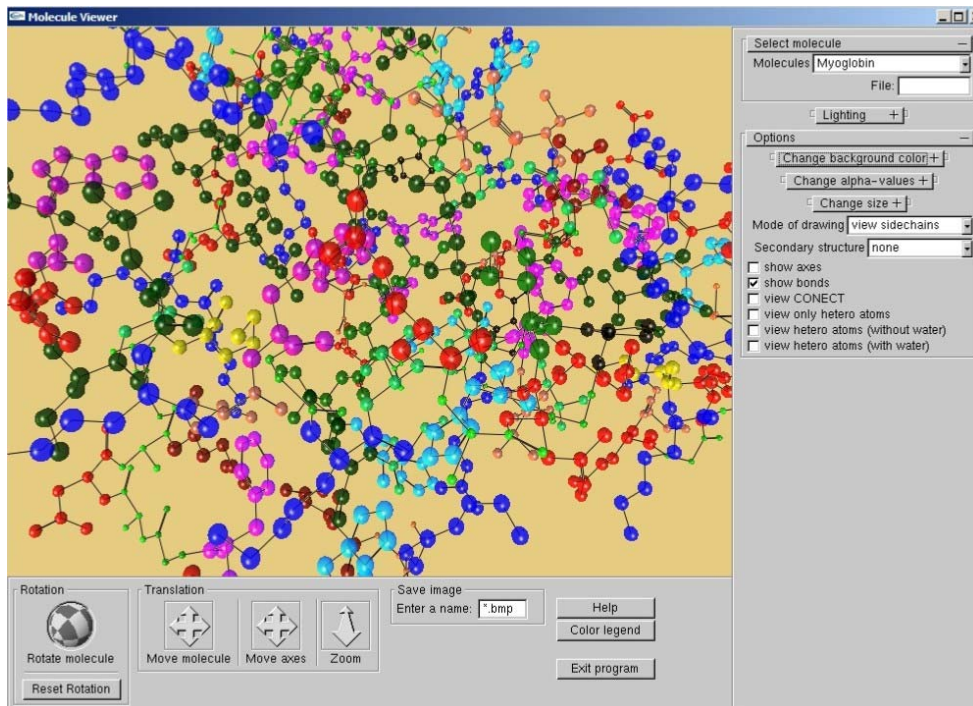 Molecule Viewer
Select molecule
Molecules Myoglobin
File:
Lighting +
Options
Change background color +
Change alpha-values +
Change size +
Mode of drawing view sidechains
Secondary structure none
show axes
show bonds
view CONECT
view only hetero atoms
view hetero atoms (without water)
view hetero atoms (with water)
Rotation
Rotate molecule
Reset Rotation
Translation
Move molecule
Move axes
Zoom
Save image
Enter a name: *.bmp
Help
Color legend
Exit program